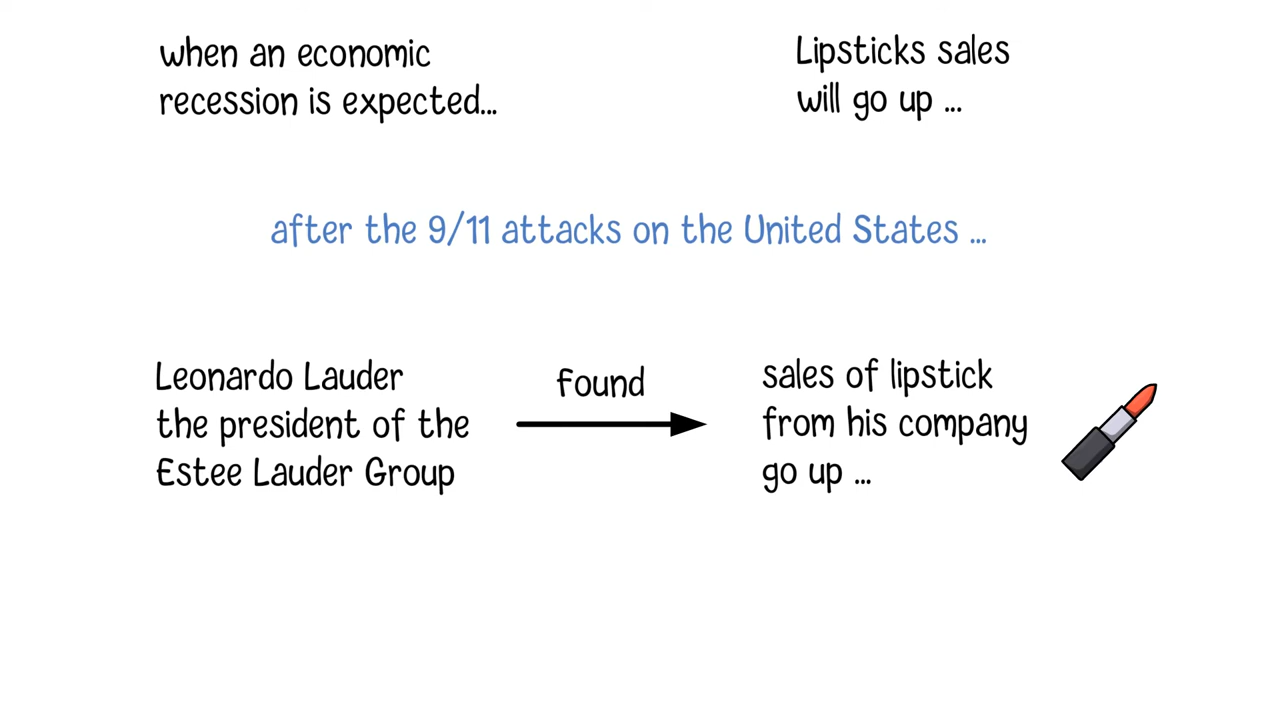 when an economic
recession is expected...
Lipsticks sales
will go up ...
after the 9/11 attacks on the United States ...
Leonardo Lauder
the president of the
Estee Lauder Group
found
sales of lipstick
from his company
go up ...